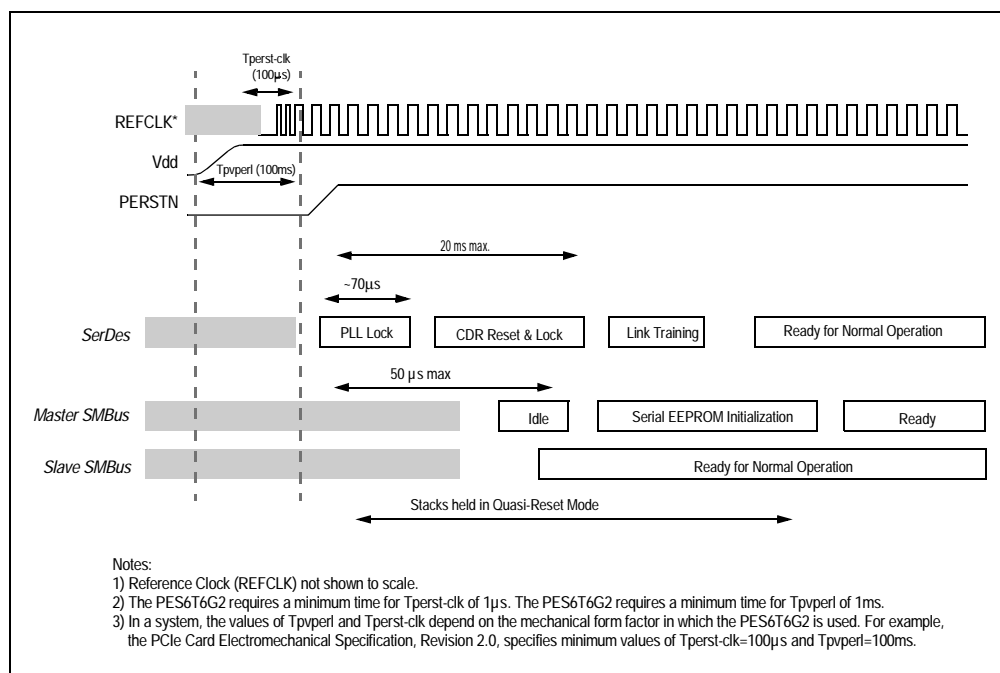 Tperst-clk
(100µs)
REFCLK*
Vdd
Tpvperl (100ms)
PERSTN
20 ms max.
~70µs
SerDes
PLL Lock
CDR Reset & Lock
Link Training
Ready for Normal Operation
50 µs max
Master SMBus
Idle
Serial EEPROM Initialization
Ready
Slave SMBus
Ready for Normal Operation
Stacks held in Quasi-Reset Mode
Notes:
1) Reference Clock (REFCLK) not shown to scale.
2) The PES6T6G2 requires a minimum time for Tperst-clk of 1µs. The PES6T6G2 requires a minimum time for Tpvperl of 1ms.
3) In a system, the values of Tpvperl and Tperst-clk depend on the mechanical form factor in which the PES6T6G2 is used. For example,
the PCIe Card Electromechanical Specification, Revision 2.0, specifies minimum values of Tperst-clk=100µs and Tpvperl=100ms.